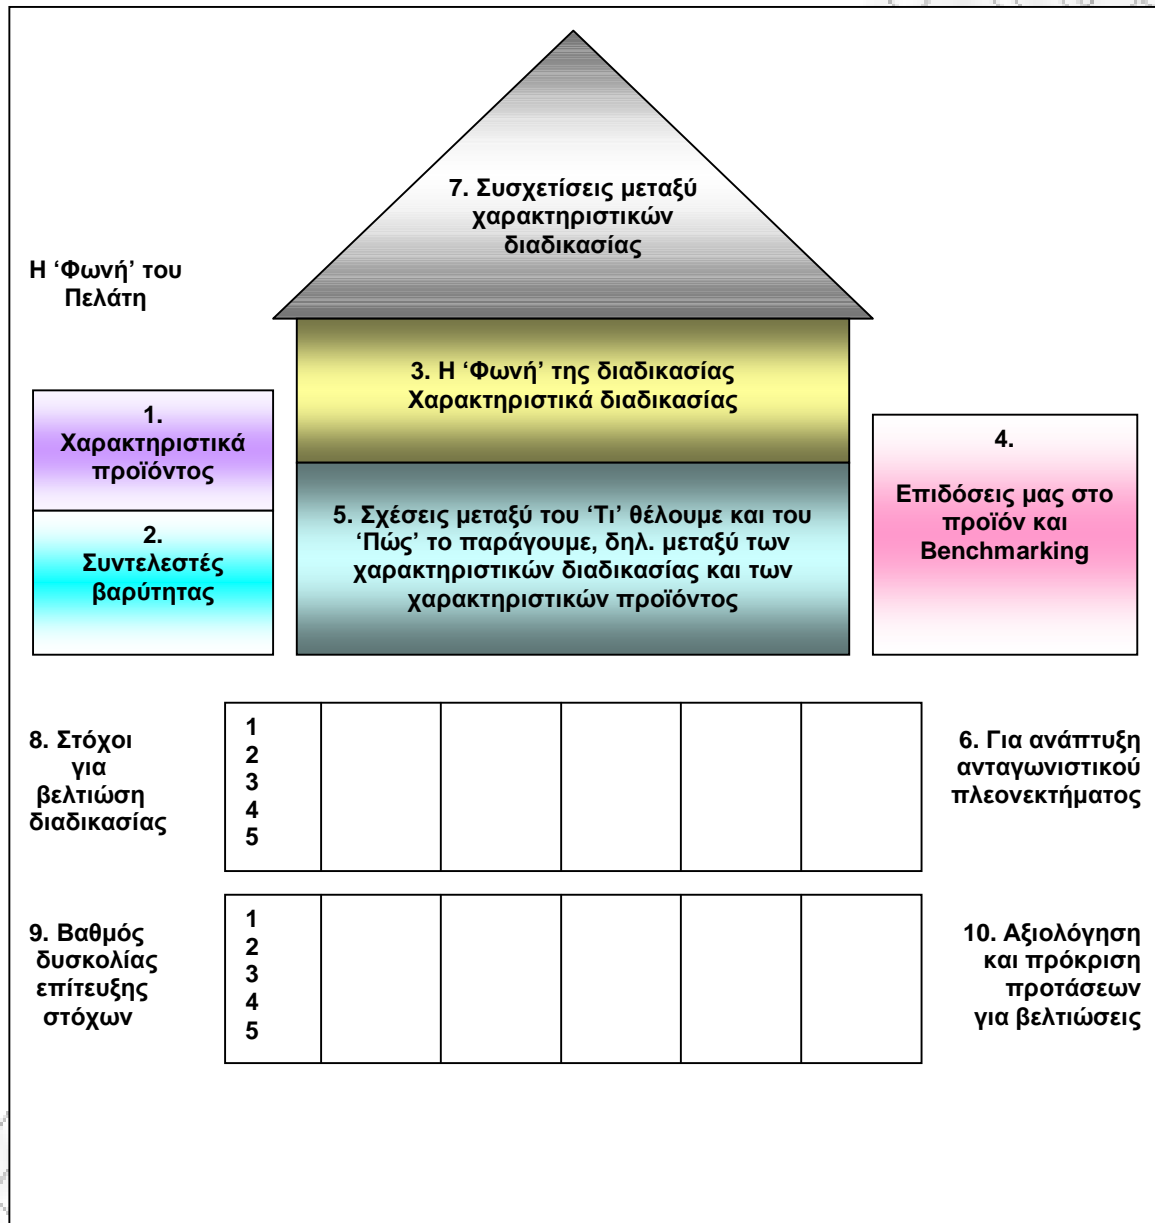 7. Συσχετίσεις μεταξύ
χαρακτηριστικών
διαδικασίας
Η ‘Φωνή’ του
Πελάτη
3. Η ‘Φωνή’ της διαδικασίας
Χαρακτηριστικά διαδικασίας
1.
Χαρακτηριστικά
προϊόντος
2.
Συντελεστές
βαρύτητας
5. Σχέσεις μεταξύ του ‘Τι’ θέλουμε και του
‘Πώς’ το παράγουμε, δηλ. μεταξύ των
χαρακτηριστικών διαδικασίας και των
χαρακτηριστικών προϊόντος
4.
Επιδόσεις μας στο
προϊόν και
Benchmarking
8. Στόχοι
για
βελτιώση
διαδικασίας
1
2
3
4
5
6. Για ανάπτυξη
ανταγωνιστικού
πλεονεκτήματος
9. Βαθμός
δυσκολίας
επίτευξης
στόχων
1
2
3
4
5
10. Αξιολόγηση
και πρόκριση
προτάσεων
για βελτιώσεις